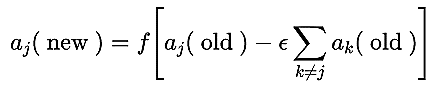 a_j( new ) = f[a_j( old ) − ϵ ∑_{k≠j} a_k( old )]